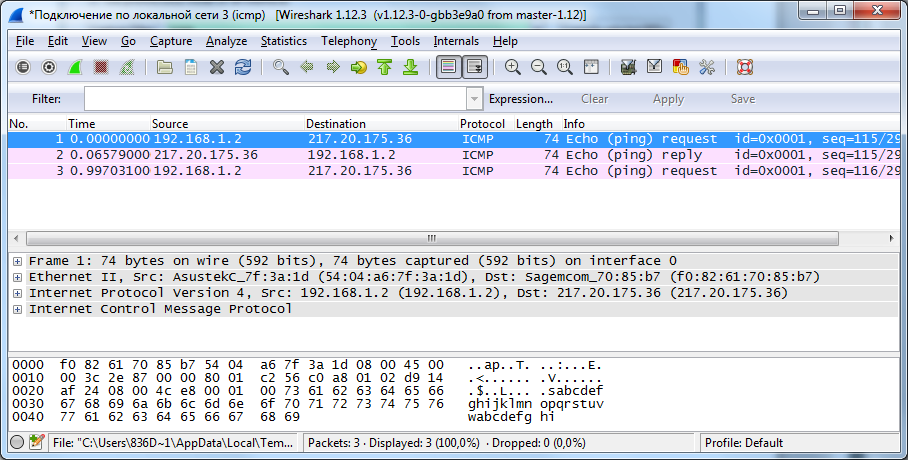 *Подключение по локальной сети 3 (icmp) [Wireshark 1.12.3 (v1.12.3-0-gbb3e9a0 from master-1.12)]
File Edit View Go Capture Analyze Statistics Telephony Tools Internals Help
Filter: Expression... Clear Apply Save
No. Time Source Destination Protocol Length Info
1 0.00000000 192.168.1.2 217.20.175.36 ICMP 74 Echo (ping) request id=0x0001, seq=115/29
2 0.06579000 217.20.175.36 192.168.1.2 ICMP 74 Echo (ping) reply id=0x0001, seq=115/29
3 0.99703100 192.168.1.2 217.20.175.36 ICMP 74 Echo (ping) request id=0x0001, seq=116/29
Frame 1: 74 bytes on wire (592 bits), 74 bytes captured (592 bits) on interface 0
Ethernet II, Src: AsustekC_7f:3a:1d (54:04:a6:7f:3a:1d), Dst: Sagemcom_70:85:b7 (f0:82:61:70:85:b7)
Internet Protocol Version 4, Src: 192.168.1.2 (192.168.1.2), Dst: 217.20.175.36 (217.20.175.36)
Internet Control Message Protocol
0000 f0 82 61 70 85 b7 54 04 a6 7f 3a 1d 08 00 45 00 ..ap..T. ..:...E.
0010 00 3c 2e 87 00 00 80 01 c2 56 c0 a8 01 02 d9 14 .<...... .V......
0020 af 24 08 00 4c e8 00 01 00 73 61 62 63 64 65 66 .$..L... .sabcdef
0030 67 68 69 6a 6b 6c 6d 6e 6f 70 71 72 73 74 75 76 ghijklmn opqrstuv
0040 77 61 62 63 64 65 66 67 68 69 wabcdefg hi
File: "C:\Users\836D~1\AppData\Local\Tem... Packets: 3 · Displayed: 3 (100,0%) · Dropped: 0 (0,0%) Profile: Default